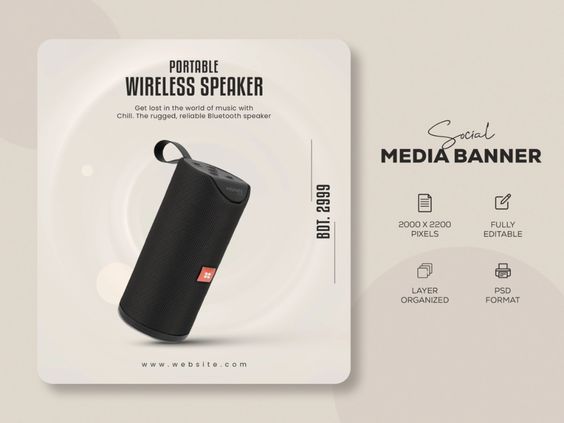 PORTABLE
WIRELESS SPEAKER
Get lost in the world of music with
Chill. The rugged, reliable Bluetooth speaker
BDT. 2999
www.website.com
Social
MEDIA BANNER
2000 X 2200
PIXELS
FULLY
EDITABLE
LAYER
ORGANIZED
PSD
FORMAT